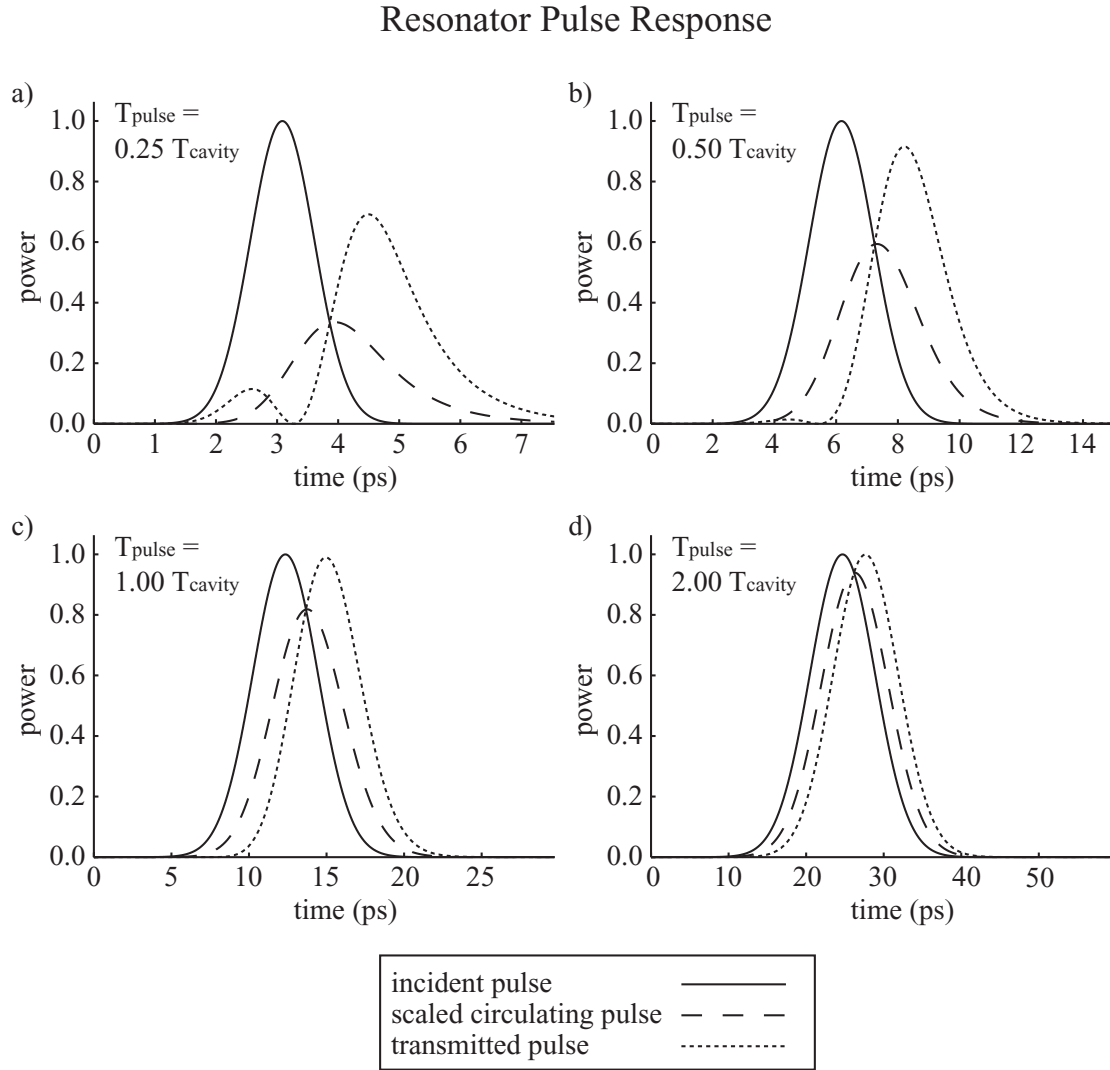 Resonator Pulse Response
a)
Tpulse =
0.25 Tcavity
1.0
0.8
0.6
0.4
0.2
0.0
power
0 1 2 3 4 5 6 7
time (ps)
b)
Tpulse =
0.50 Tcavity
1.0
0.8
0.6
0.4
0.2
0.0
power
0 2 4 6 8 10 12 14
time (ps)
c)
Tpulse =
1.00 Tcavity
1.0
0.8
0.6
0.4
0.2
0.0
power
0 5 10 15 20 25
time (ps)
d)
Tpulse =
2.00 Tcavity
1.0
0.8
0.6
0.4
0.2
0.0
power
0 10 20 30 40 50
time (ps)
incident pulse
scaled circulating pulse
transmitted pulse